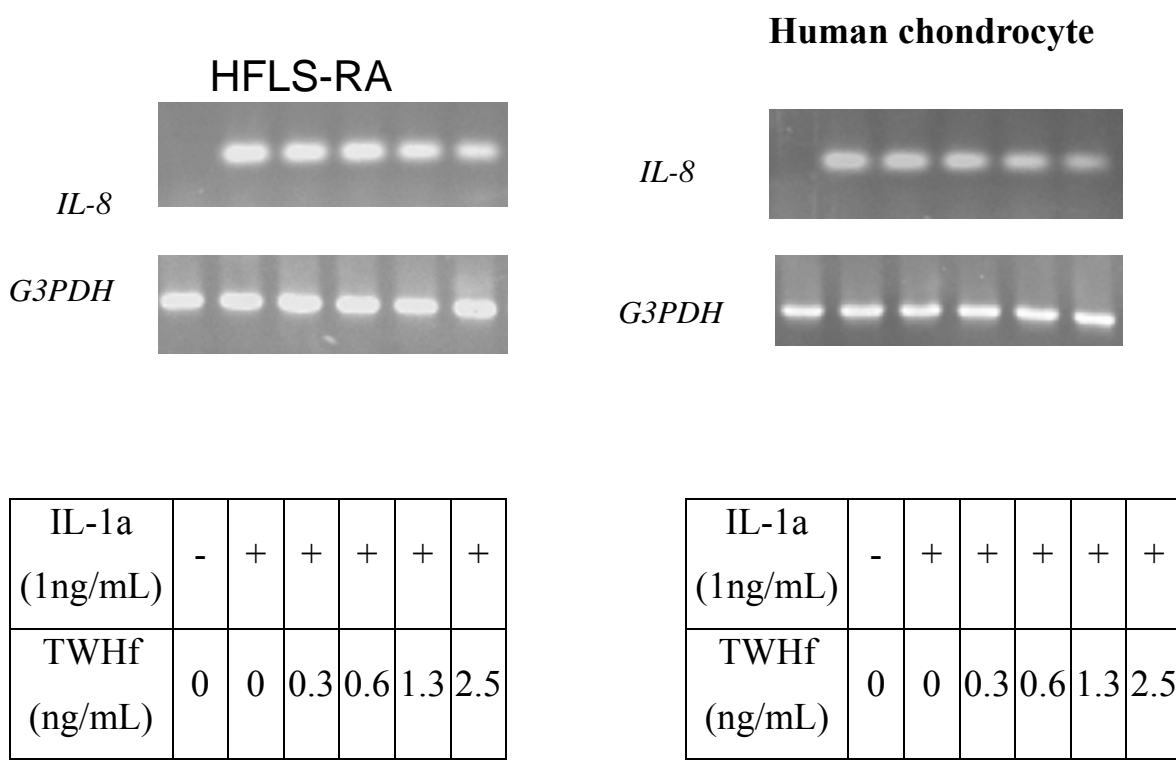 HFLS-RA
IL-8
G3PDH
IL-1a (1ng/mL) - + + + + +
TWHf (ng/mL) 0 0 0.3 0.6 1.3 2.5
Human chondrocyte
IL-8
G3PDH
IL-1a (1ng/mL) - + + + + +
TWHf (ng/mL) 0 0 0.3 0.6 1.3 2.5